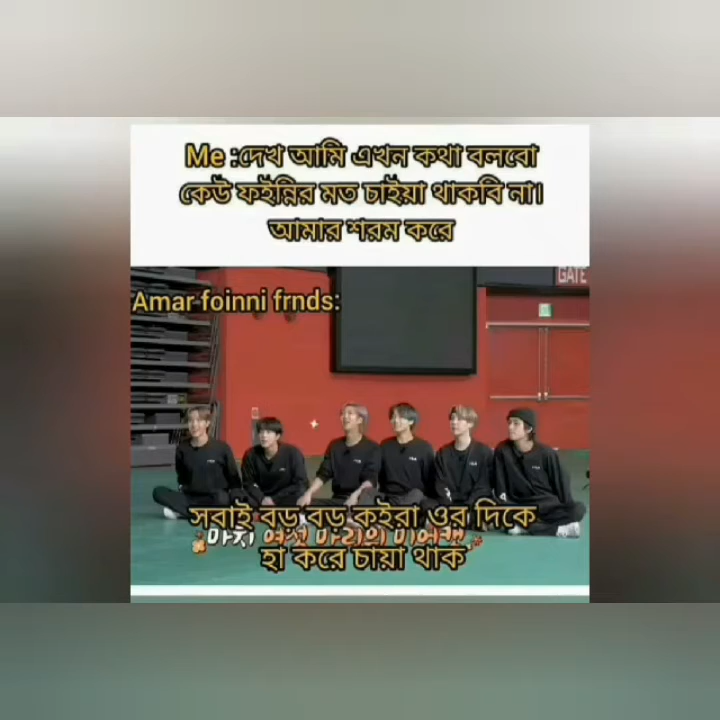 Me :দেখ আমি এখন কথা বলবো
কেউ ফইন্নির মত চাইয়া থাকবি না।
আমার শরম করে
GATE
Amar foinni frnds:
সবাই বড় বড় কইরা ওর দিকে
হা করে চায়া থাক